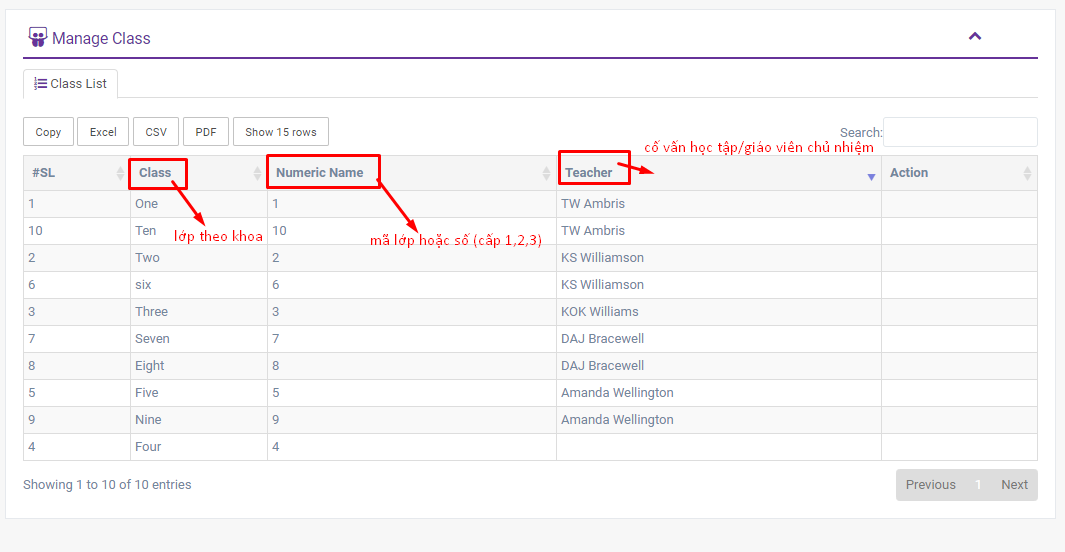 Manage Class
Class List
Copy Excel CSV PDF Show 15 rows Search:
cố vấn học tập/giáo viên chủ nhiệm
#SL Class Numeric Name Teacher Action
1 One 1 TW Ambris
10 Ten 10 TW Ambris
lớp theo khoa mã lớp hoặc số (cấp 1,2,3)
2 Two 2 KS Williamson
6 six 6 KS Williamson
3 Three 3 KOK Williams
7 Seven 7 DAJ Bracewell
8 Eight 8 DAJ Bracewell
5 Five 5 Amanda Wellington
9 Nine 9 Amanda Wellington
4 Four 4
Showing 1 to 10 of 10 entries Previous 1 Next